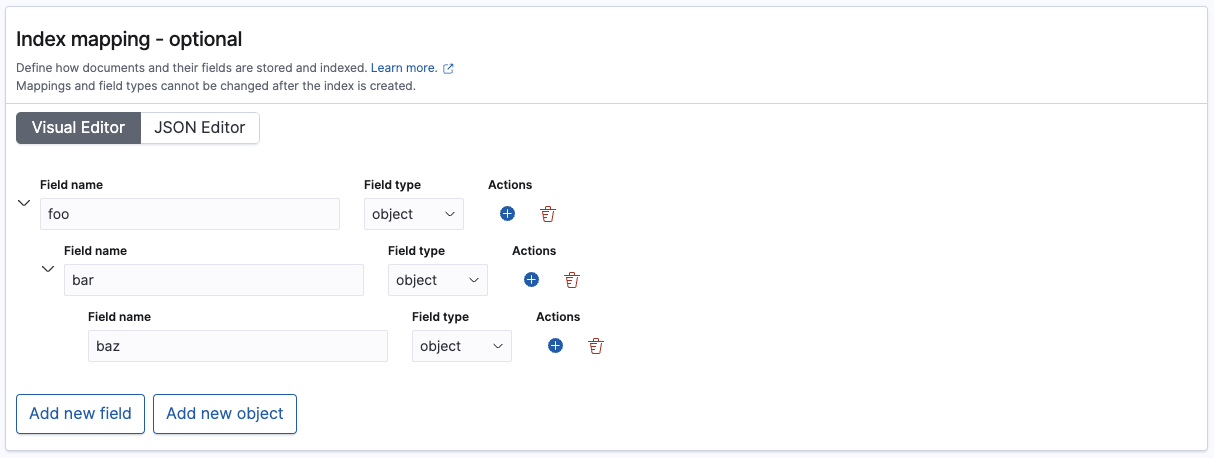 Index mapping - optional
Define how documents and their fields are stored and indexed. Learn more.
Mappings and field types cannot be changed after the index is created.
Visual Editor JSON Editor
Field name Field type Actions
foo object
Field name Field type Actions
bar object
Field name Field type Actions
baz object
Add new field Add new object